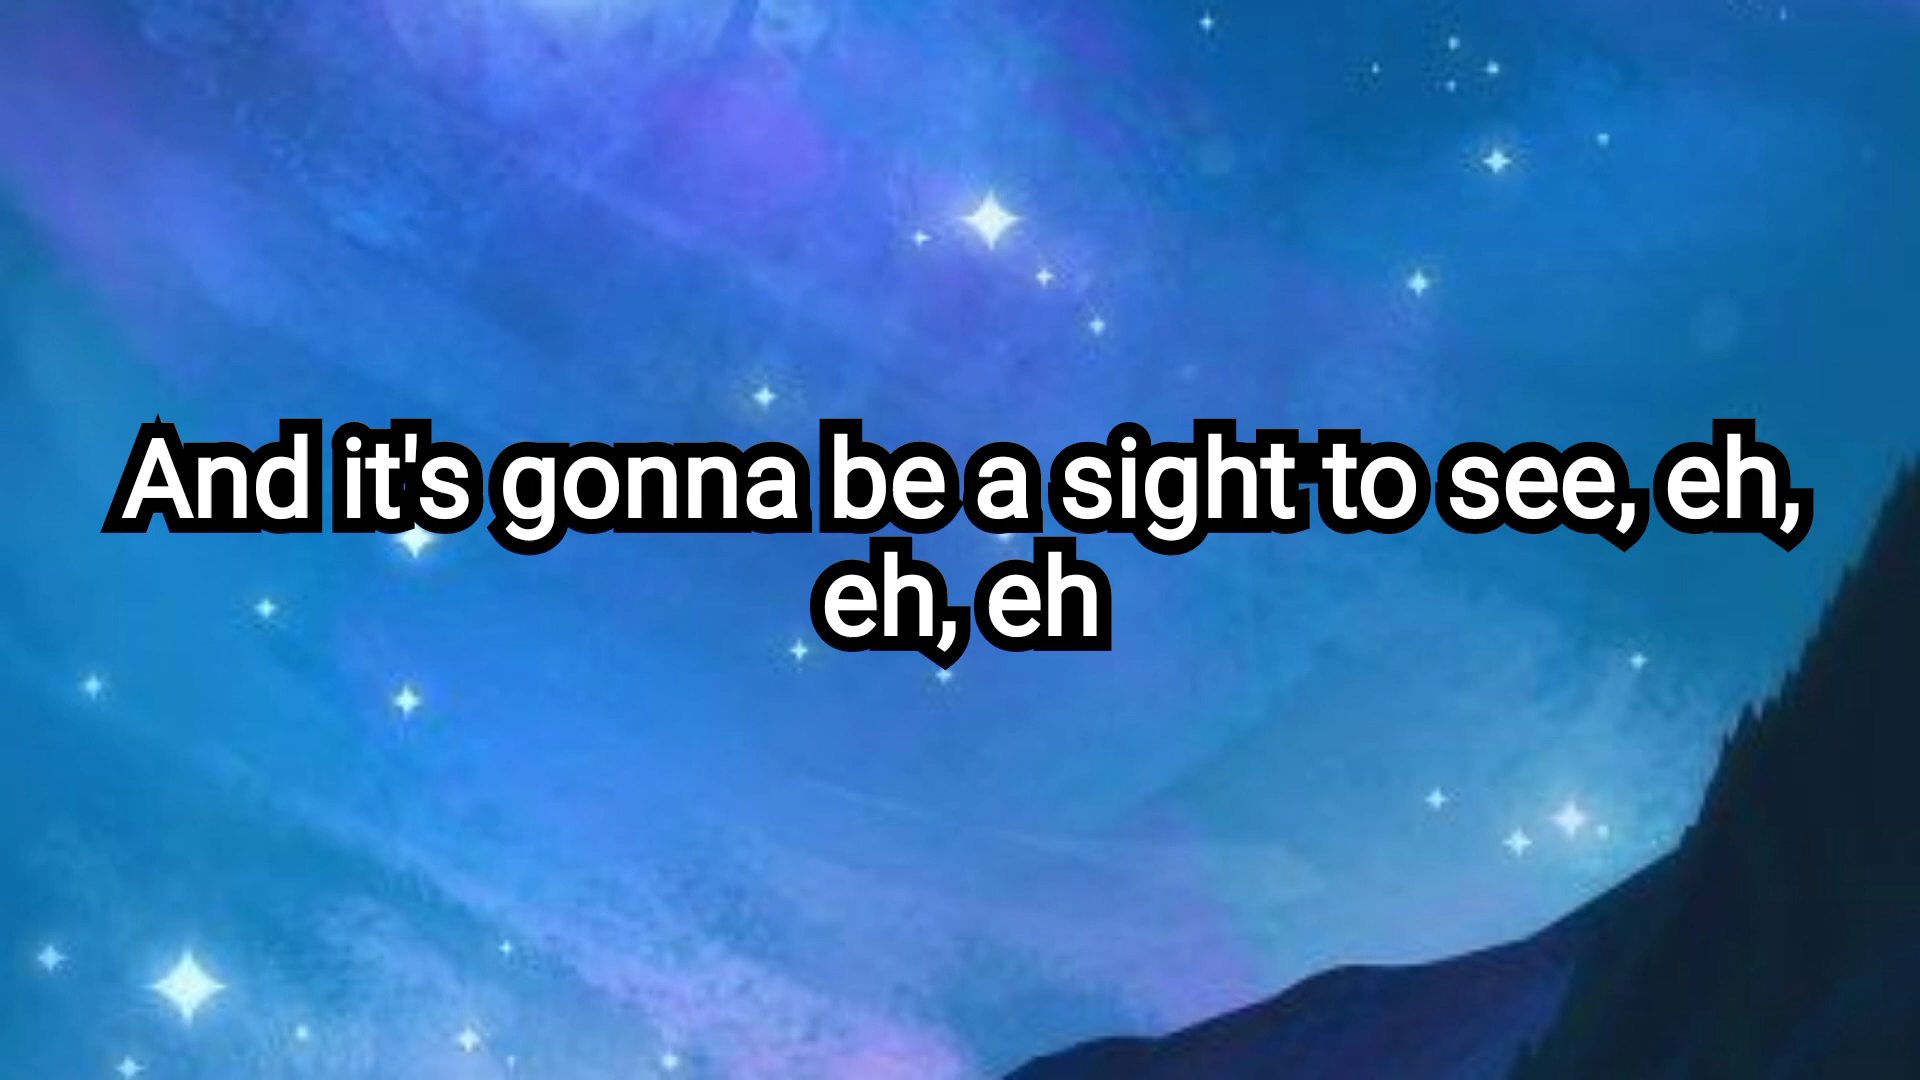 And it's gonna be a sight to see, eh,
eh, eh